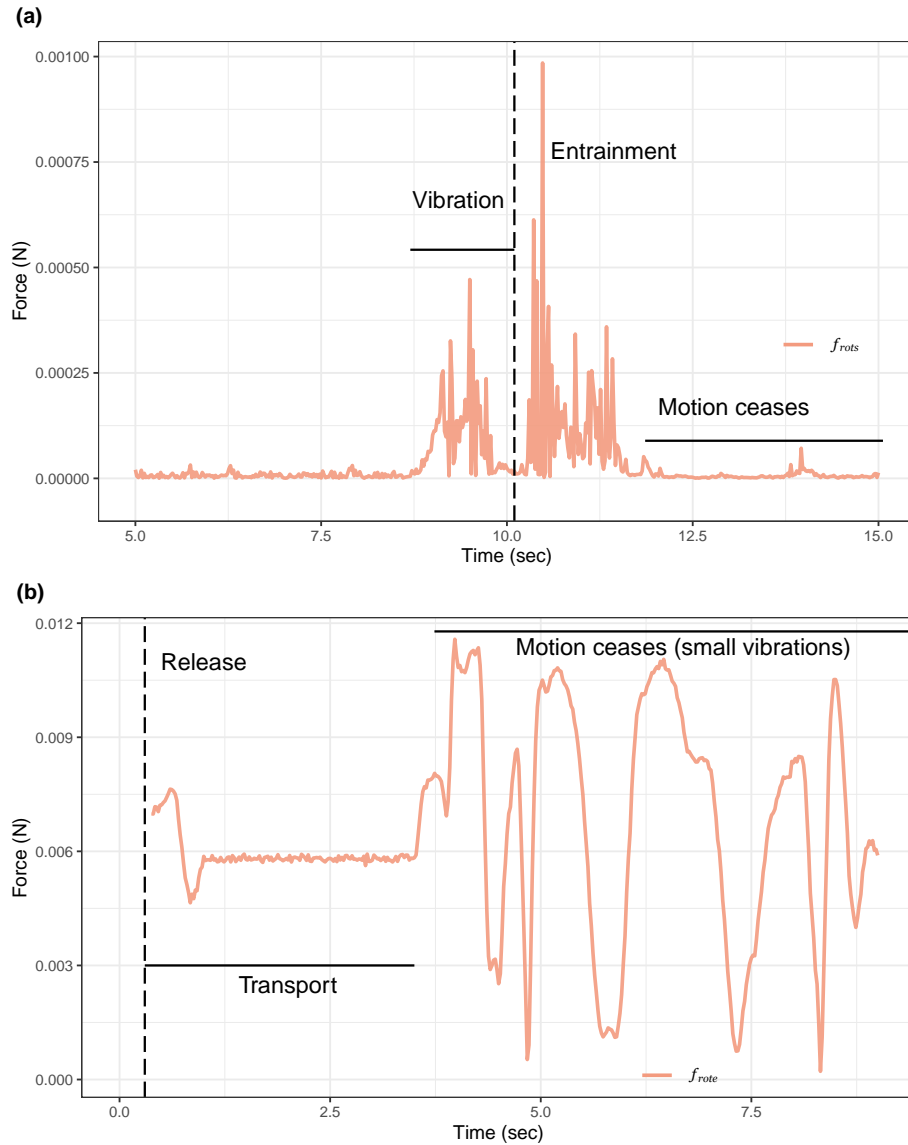 (a)
0.00100
0.00075
0.00050
0.00025
0.00000
Force (N)
Entrainment
Vibration
f_rots
Motion ceases
5.0 7.5 10.0 12.5 15.0
Time (sec)
(b)
0.012
0.009
0.006
0.003
0.000
Force (N)
Motion ceases (small vibrations)
Release
Transport
f_rote
0.0 2.5 5.0 7.5
Time (sec)